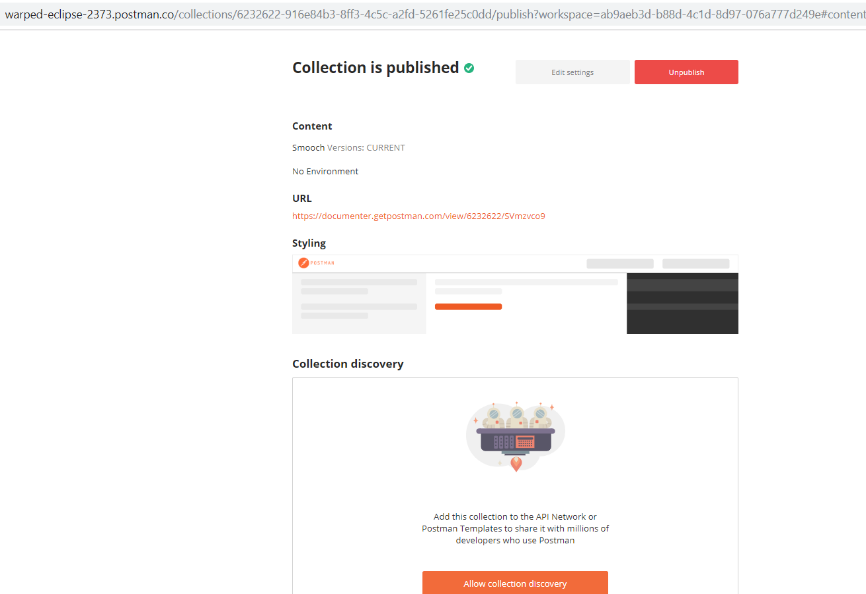 warped-eclipse-2373.postman.co/collections/6232622-916e84b3-8ff3-4c5c-a2fd-5261fe25c0dd/publish?workspace=ab9aeb3d-b88d-4c1d-8d97-076a777d249e#content
Collection is published
Edit settings
Unpublish
Content
Smooch Versions: CURRENT
No Environment
URL
https://documenter.getpostman.com/view/6232622/SVmzvco9
Styling
POSTMAN
Collection discovery
Add this collection to the API Network or
Postman Templates to share it with millions of
developers who use Postman
Allow collection discovery